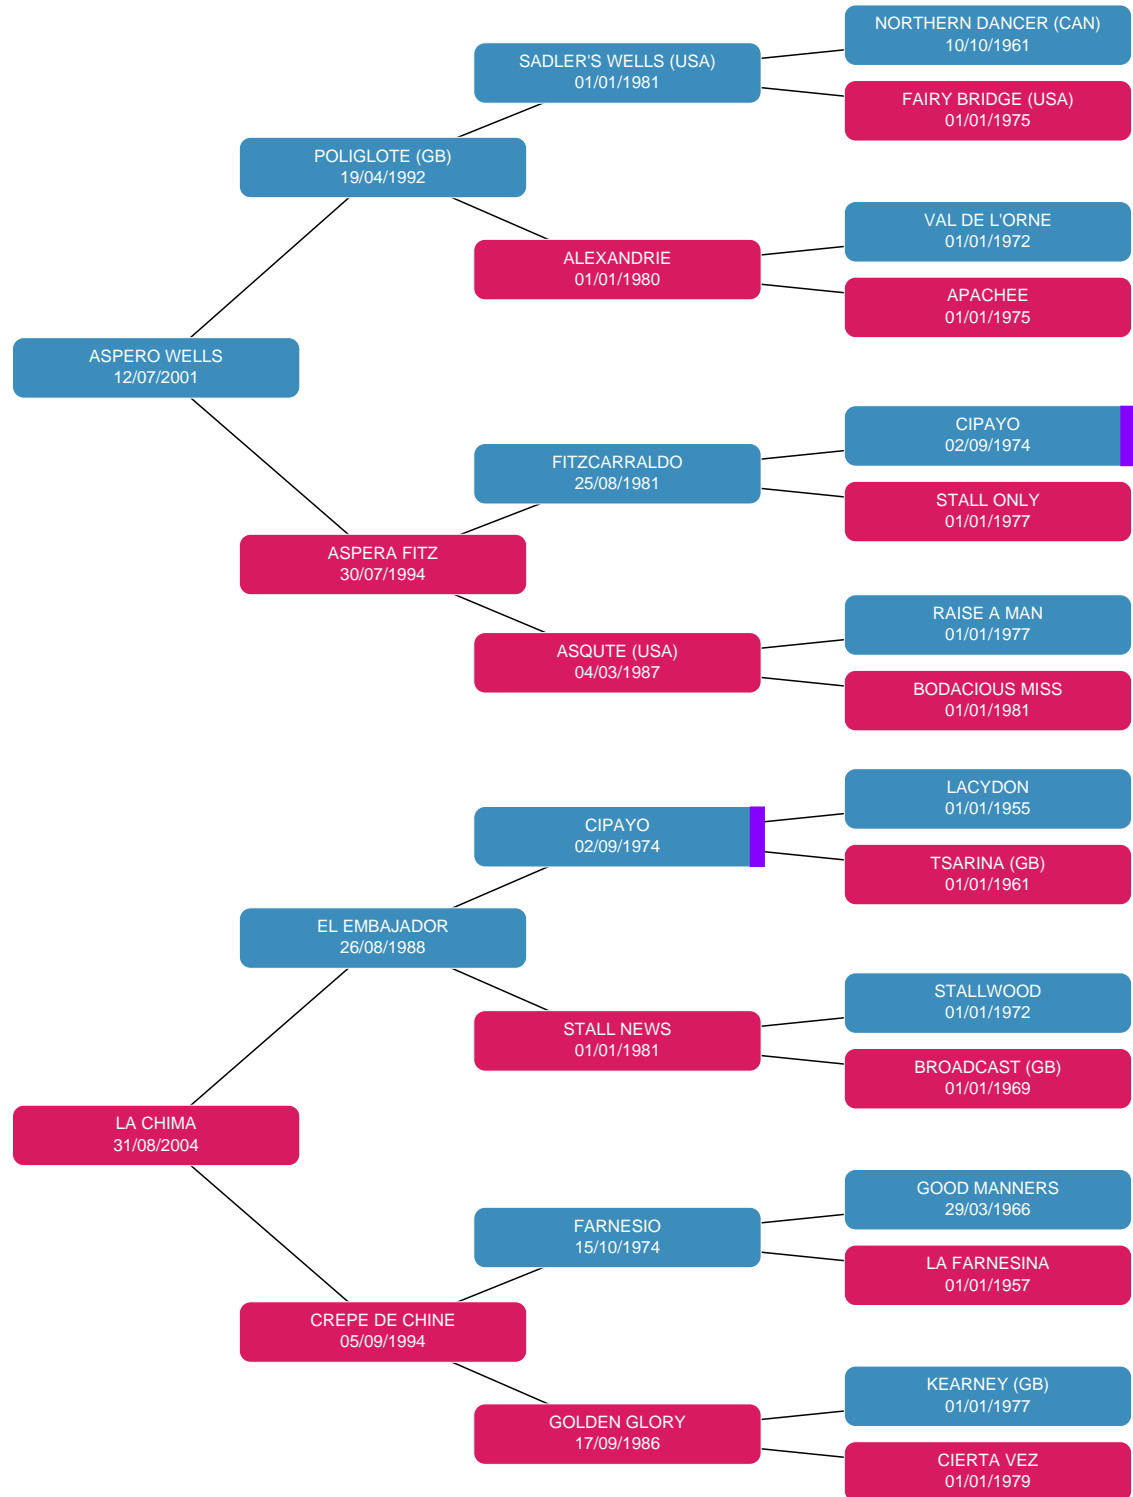 NORTHERN DANCER (CAN)
10/10/1961
SADLER'S WELLS (USA)
01/01/1981
FAIRY BRIDGE (USA)
01/01/1975
POLIGLOTE (GB)
19/04/1992
VAL DE L'ORNE
01/01/1972
ALEXANDRIE
01/01/1980
APACHEE
01/01/1975
ASPERO WELLS
12/07/2001
CIPAYO
02/09/1974
FITZCARRALDO
25/08/1981
STALL ONLY
01/01/1977
ASPERA FITZ
30/07/1994
RAISE A MAN
01/01/1977
ASQUTE (USA)
04/03/1987
BODACIOUS MISS
01/01/1981
LACYDON
01/01/1955
CIPAYO
02/09/1974
TSARINA (GB)
01/01/1961
EL EMBAJADOR
26/08/1988
STALLWOOD
01/01/1972
STALL NEWS
01/01/1981
BROADCAST (GB)
01/01/1969
LA CHIMA
31/08/2004
GOOD MANNERS
29/03/1966
FARNESIO
15/10/1974
LA FARNESINA
01/01/1957
CREPE DE CHINE
05/09/1994
KEARNEY (GB)
01/01/1977
GOLDEN GLORY
17/09/1986
CIERTA VEZ
01/01/1979